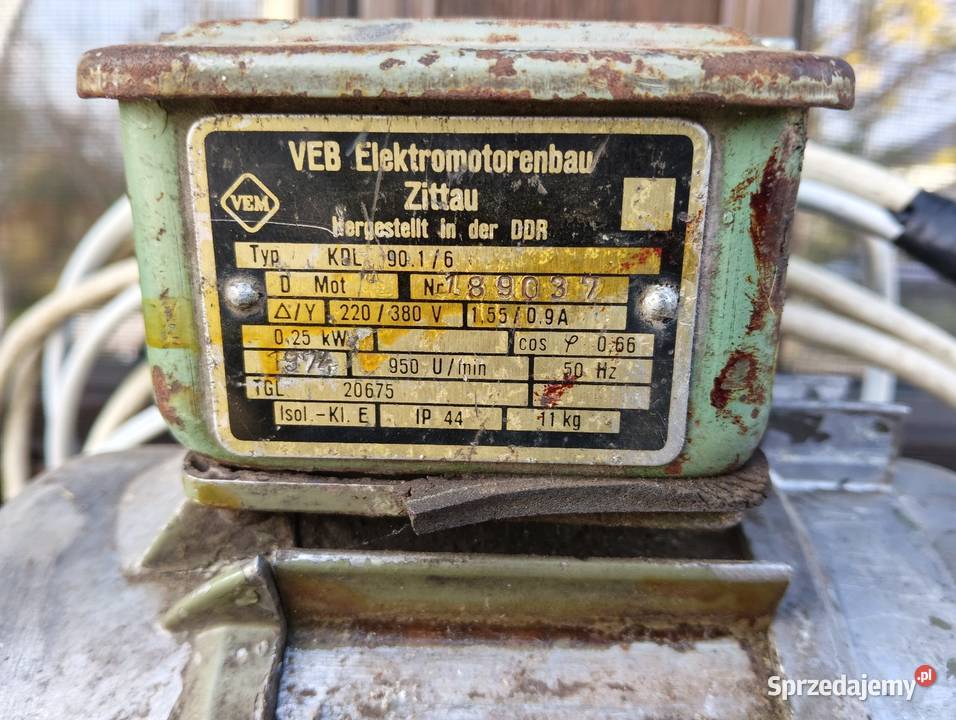 VEB Elektromotorenbau
Zittau
Hergestellt in der DDR
VEM
Typ KQL 90.1/6
D Mot Nr 489037
△/Y 220/380 V 1,55/0,9A
0,25 kW cos φ 0,66
1974 950 U/min 50 Hz
TGL 20675
Isol.-Kl. E IP 44 11 kg
Sprzedajemy.pl